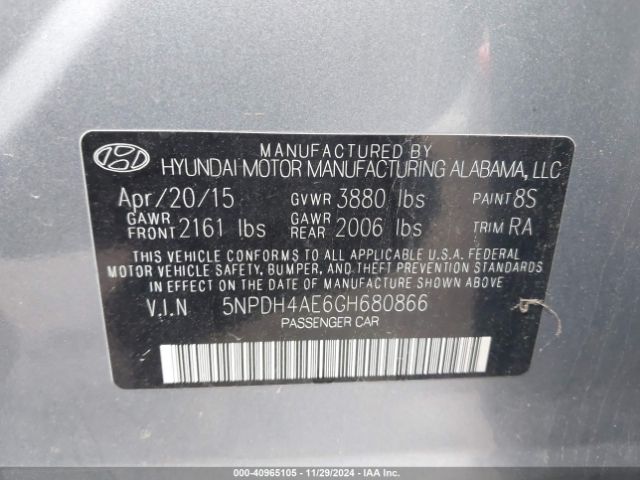 MANUFACTURED BY
HYUNDAI MOTOR MANUFACTURING ALABAMA, LLC
Apr/20/15 GVWR 3880 lbs PAINT 8S
GAWR FRONT 2161 lbs GAWR REAR 2006 lbs TRIM RA
THIS VEHICLE CONFORMS TO ALL APPLICABLE U.S.A. FEDERAL
MOTOR VEHICLE SAFETY, BUMPER, AND THEFT PREVENTION STANDARDS
IN EFFECT ON THE DATE OF MANUFACTURE SHOWN ABOVE
V.I.N 5NPDH4AE6GH680866
PASSENGER CAR
000-40965105 - 11/29/2024 - IAAI.com